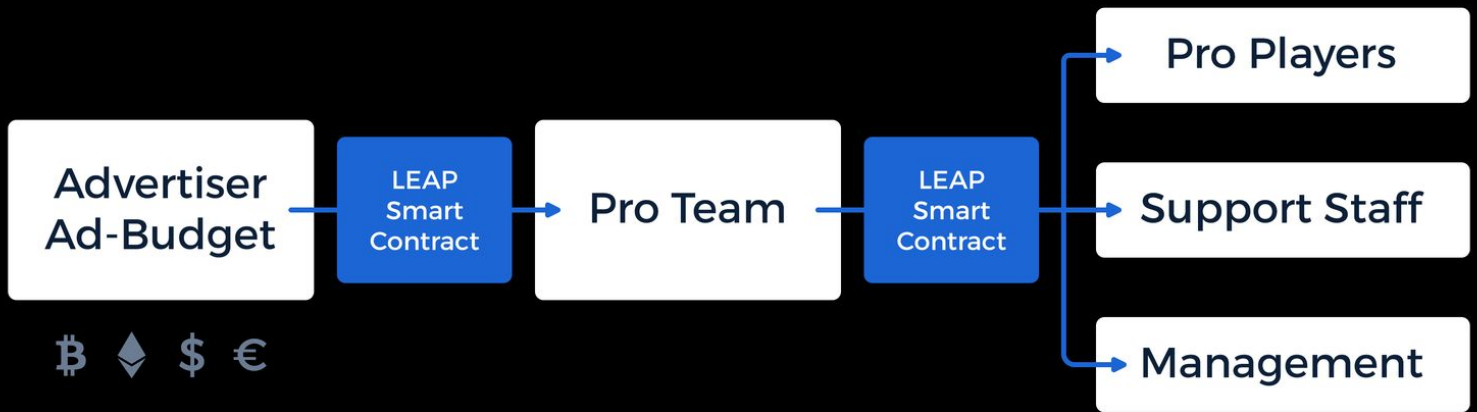 Advertiser
Ad-Budget
LEAP
Smart
Contract
Pro Team
LEAP
Smart
Contract
Pro Players
Support Staff
Management
₿ $ €